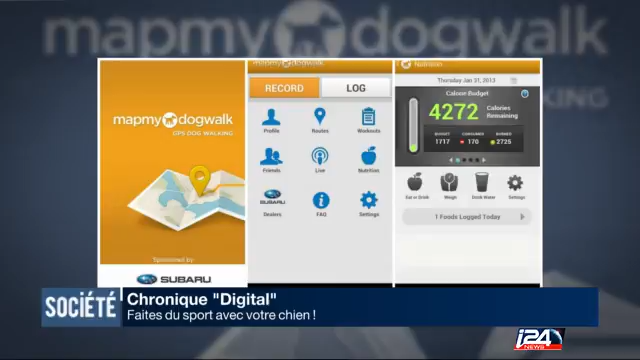 mapmydogwalk
mapmydogwalk
GPS DOG WALKING
Sponsored by:
SUBARU
mapmydogwalk
RECORD
LOG
Profile
Routes
Workouts
Friends
Live
Nutrition
SUBARU
Dealers
FAQ
Settings
Nutrition
Thursday Jan 31, 2013
Calorie Budget
4272
Calories
Remaining
BUDGET
CONSUMED
BURNED
1717
170
2725
Eat or Drink
Weigh
Drink Water
Settings
1 Foods Logged Today
WALKING
SOCIÉTÉ
Chronique "Digital"
Faites du sport avec votre chien !
i24
NEWS